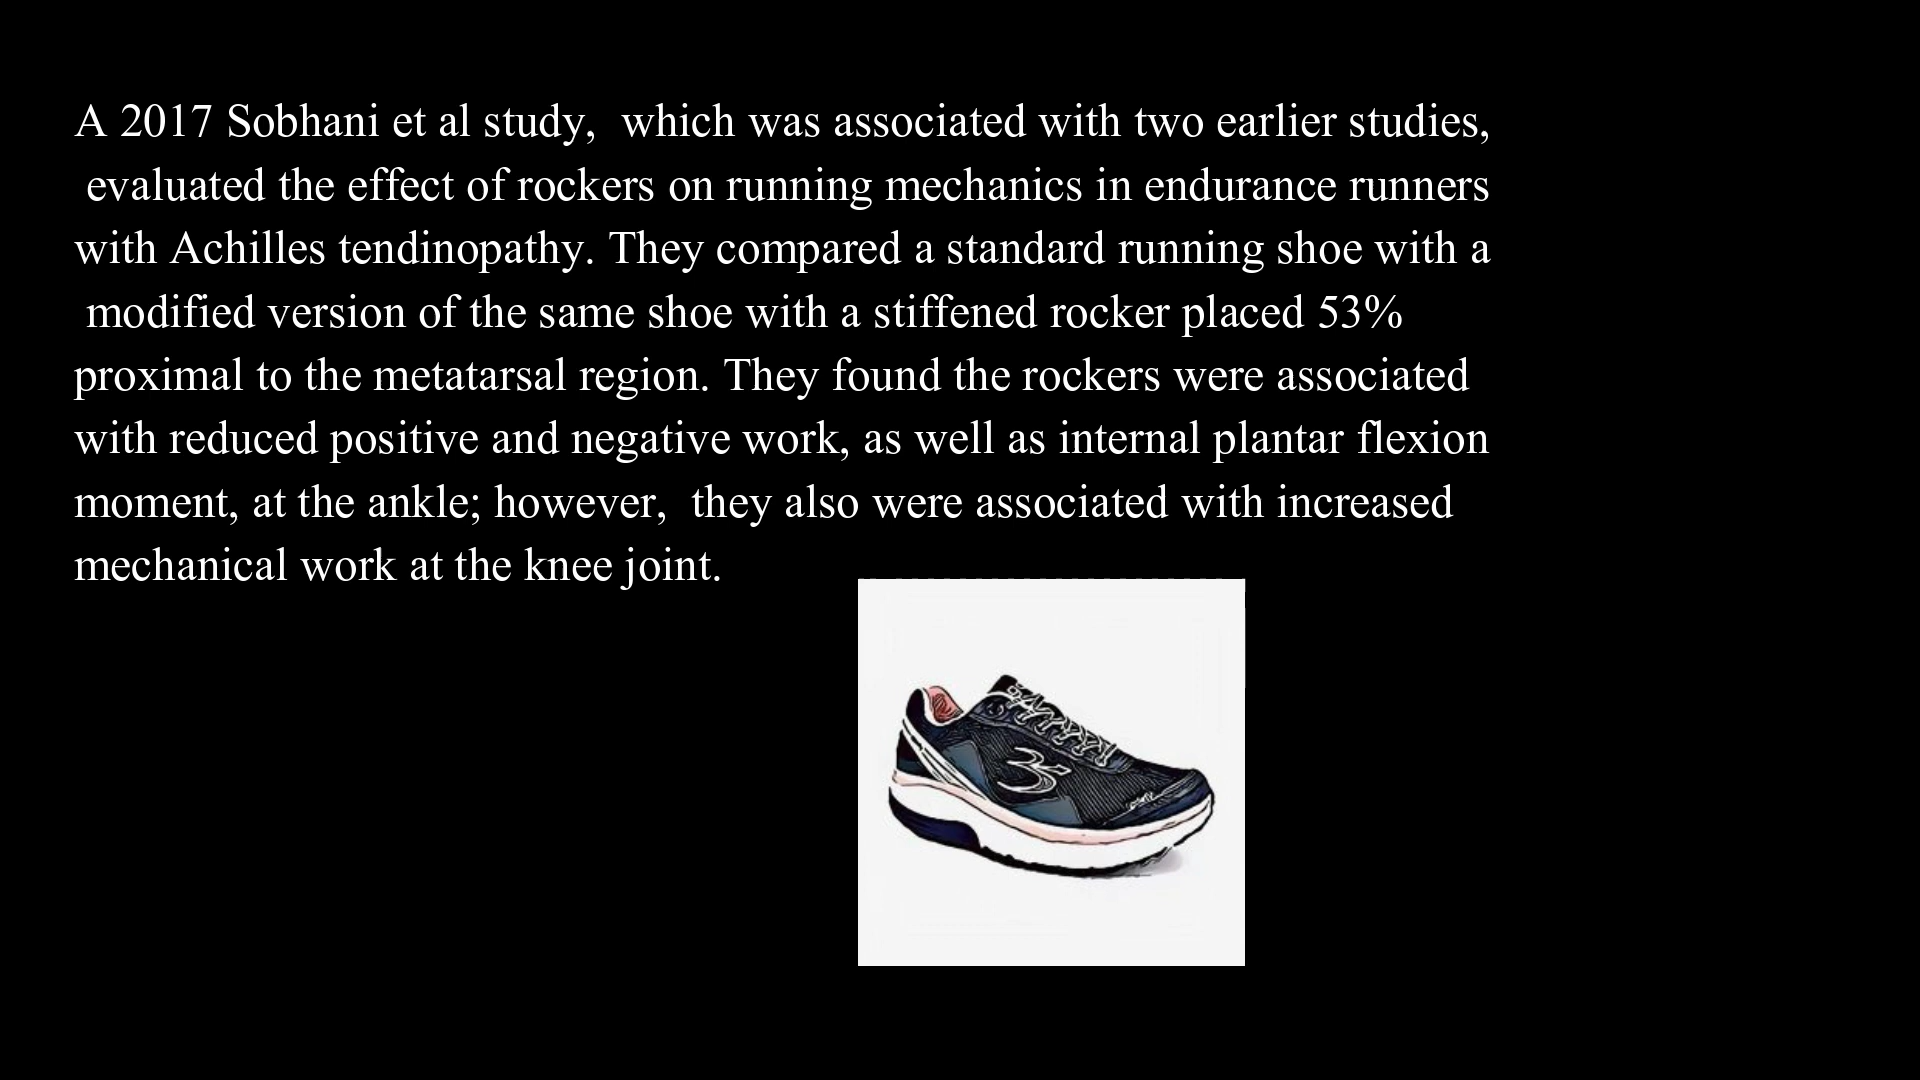 A 2017 Sobhani et al study,  which was associated with two earlier studies,
evaluated the effect of rockers on running mechanics in endurance runners
with Achilles tendinopathy. They compared a standard running shoe with a
modified version of the same shoe with a stiffened rocker placed 53%
proximal to the metatarsal region. They found the rockers were associated
with reduced positive and negative work, as well as internal plantar flexion
moment, at the ankle; however,  they also were associated with increased
mechanical work at the knee joint.